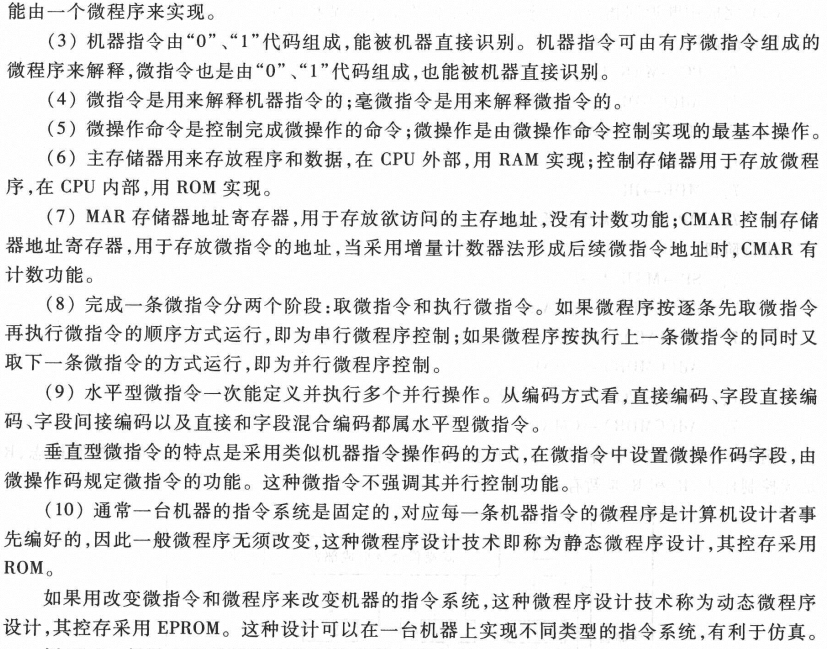 能由一个微程序来实现。
(3) 机器指令由“0”、“1”代码组成,能被机器直接识别。机器指令可由有序微指令组成的
微程序来解释,微指令也是由“0”、“1”代码组成,也能被机器直接识别。
(4) 微指令是用来解释机器指令的;毫微指令是用来解释微指令的。
(5) 微操作命令是控制完成微操作的命令;微操作是由微操作命令控制实现的最基本操作。
(6) 主存储器用来存放程序和数据,在 CPU 外部,用 RAM 实现;控制存储器用于存放微程
序,在 CPU 内部,用 ROM 实现。
(7) MAR 存储器地址寄存器,用于存放欲访问的主存地址,没有计数功能;CMAR 控制存储
器地址寄存器,用于存放微指令的地址,当采用增量计数器法形成后续微指令地址时,CMAR 有
计数功能。
(8) 完成一条微指令分两个阶段:取微指令和执行微指令。如果微程序按逐条先取微指令
再执行微指令的顺序方式运行,即为串行微程序控制;如果微程序按执行上一条微指令的同时又
取下一条微指令的方式运行,即为并行微程序控制。
(9) 水平型微指令一次能定义并执行多个并行操作。从编码方式看,直接编码、字段直接编
码、字段间接编码以及直接和字段混合编码都属水平型微指令。
垂直型微指令的特点是采用类似机器指令操作码的方式,在微指令中设置微操作码字段,由
微操作码规定微指令的功能。这种微指令不强调其并行控制功能。
(10) 通常一台机器的指令系统是固定的,对应每一条机器指令的微程序是计算机设计者事
先编好的,因此一般微程序无须改变,这种微程序设计技术即称为静态微程序设计,其控存采用
ROM。
如果用改变微指令和微程序来改变机器的指令系统,这种微程序设计技术称为动态微程序
设计,其控存采用 EPROM。这种设计可以在一台机器上实现不同类型的指令系统,有利于仿真。